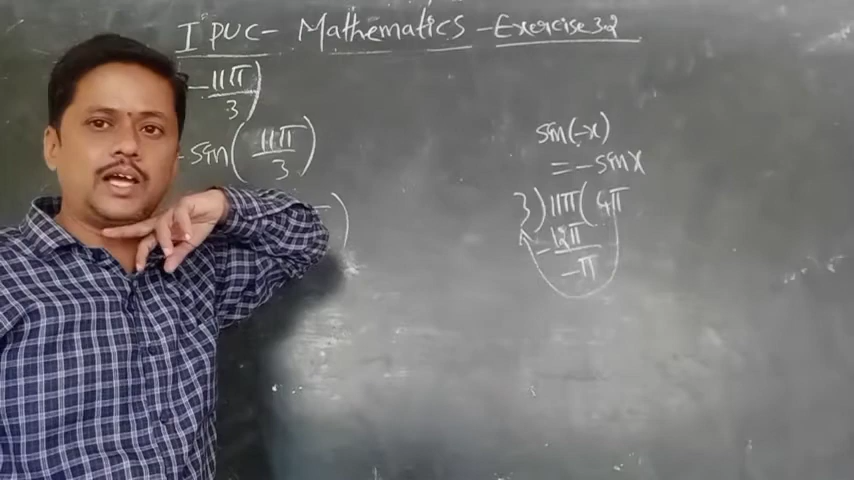 I PUC - Mathematics - Exercise 3.2
- 11π/3)
- sin( 11π/3 )
)
sin(-x)
= - sin x
3) 11π ( 4π
- 12π
- π